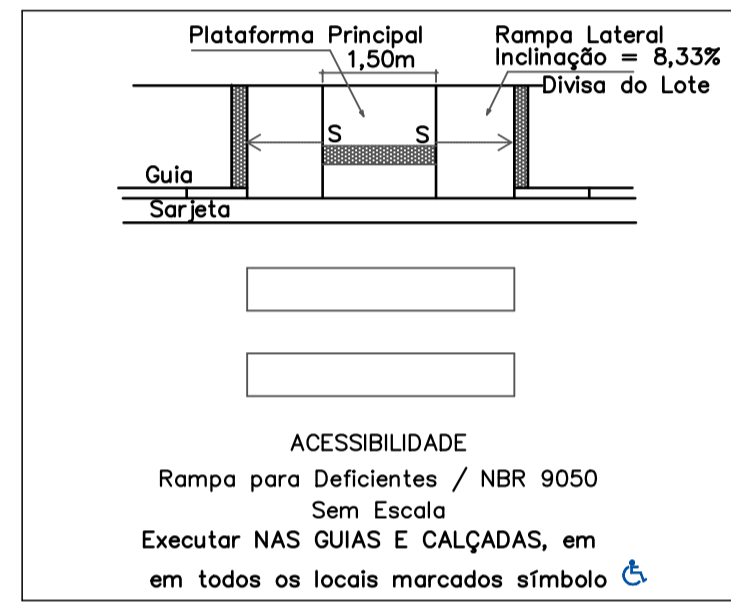 Plataforma Principal
1,50m
Rampa Lateral
Inclinação = 8,33%
Divisa do Lote
S
S
Guia
Sarjeta
ACESSIBILIDADE
Rampa para Deficientes / NBR 9050
Sem Escala
Executar NAS GUIAS E CALÇADAS, em
em todos os locais marcados símbolo